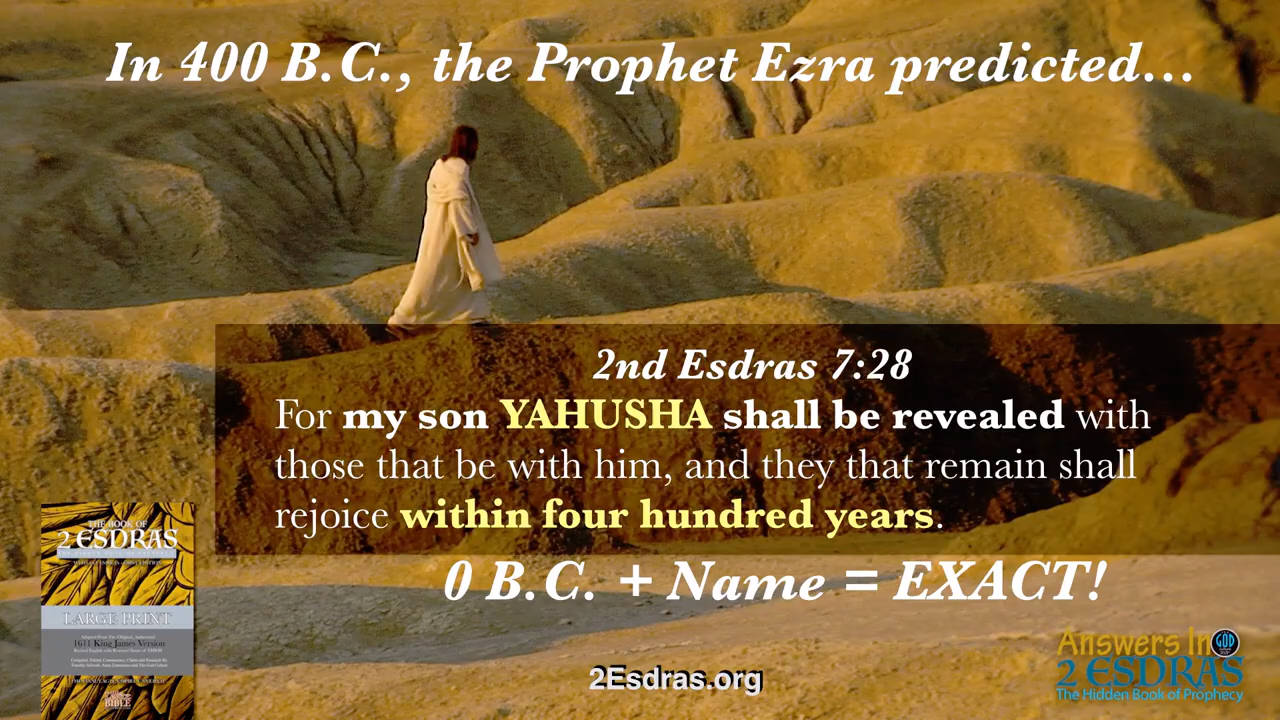 In 400 B.C., the Prophet Ezra predicted...
2nd Esdras 7:28
For my son YAHUSHA shall be revealed with
those that be with him, and they that remain shall
rejoice within four hundred years.
0 B.C. + Name = EXACT!
THE BOOK OF
2 ESDRAS
LARGE PRINT
1611 King James Version
BIBLE
2Esdras.org
Answers In GOD
2 ESDRAS
The Hidden Book of Prophecy